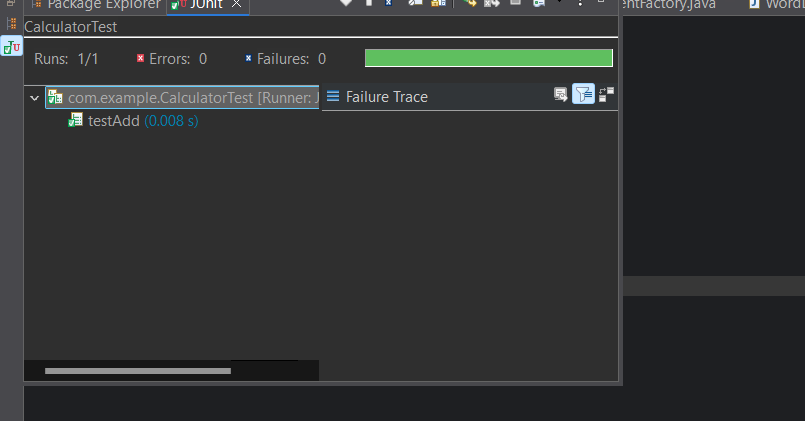 Package Explorer JUnit
entFactory.java
CalculatorTest
Runs: 1/1 Errors: 0 Failures: 0
com.example.CalculatorTest [Runner: J
Failure Trace
testAdd (0.008 s)